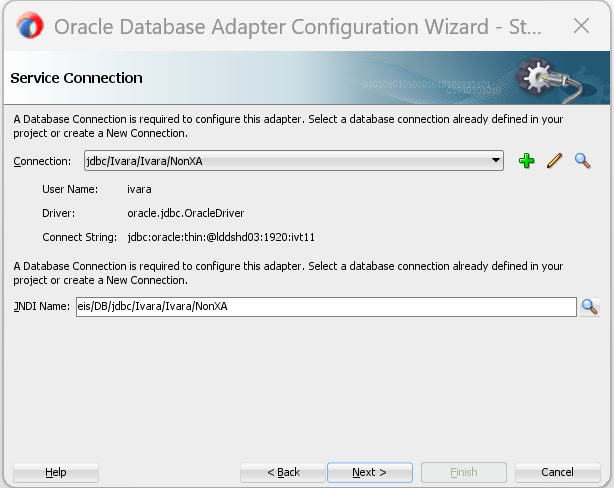 Oracle Database Adapter Configuration Wizard - St...
Service Connection
A Database Connection is required to configure this adapter. Select a database connection already defined in your
project or create a New Connection.
Connection: jdbc/Ivara/Ivara/NonXA
User Name: ivara
Driver: oracle.jdbc.OracleDriver
Connect String: jdbc:oracle:thin:@lddshd03:1920:ivt11
A Database Connection is required to configure this adapter. Select a database connection already defined in your
project or create a New Connection.
JNDI Name: eis/DB/jdbc/Ivara/Ivara/NonXA
Help < Back Next > Finish Cancel